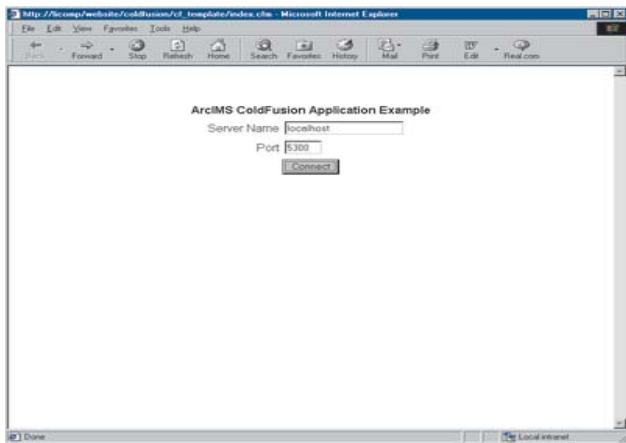 http://licomp/website/coldfusion/cf_template/index.cfm - Microsoft Internet Explorer
File Edit View Favorites Tools Help
Back Forward Stop Refresh Home Search Favorites History Mail Print Edit Real.com
ArcIMS ColdFusion Application Example
Server Name localhost
Port 5300
Connect
Done Local intranet